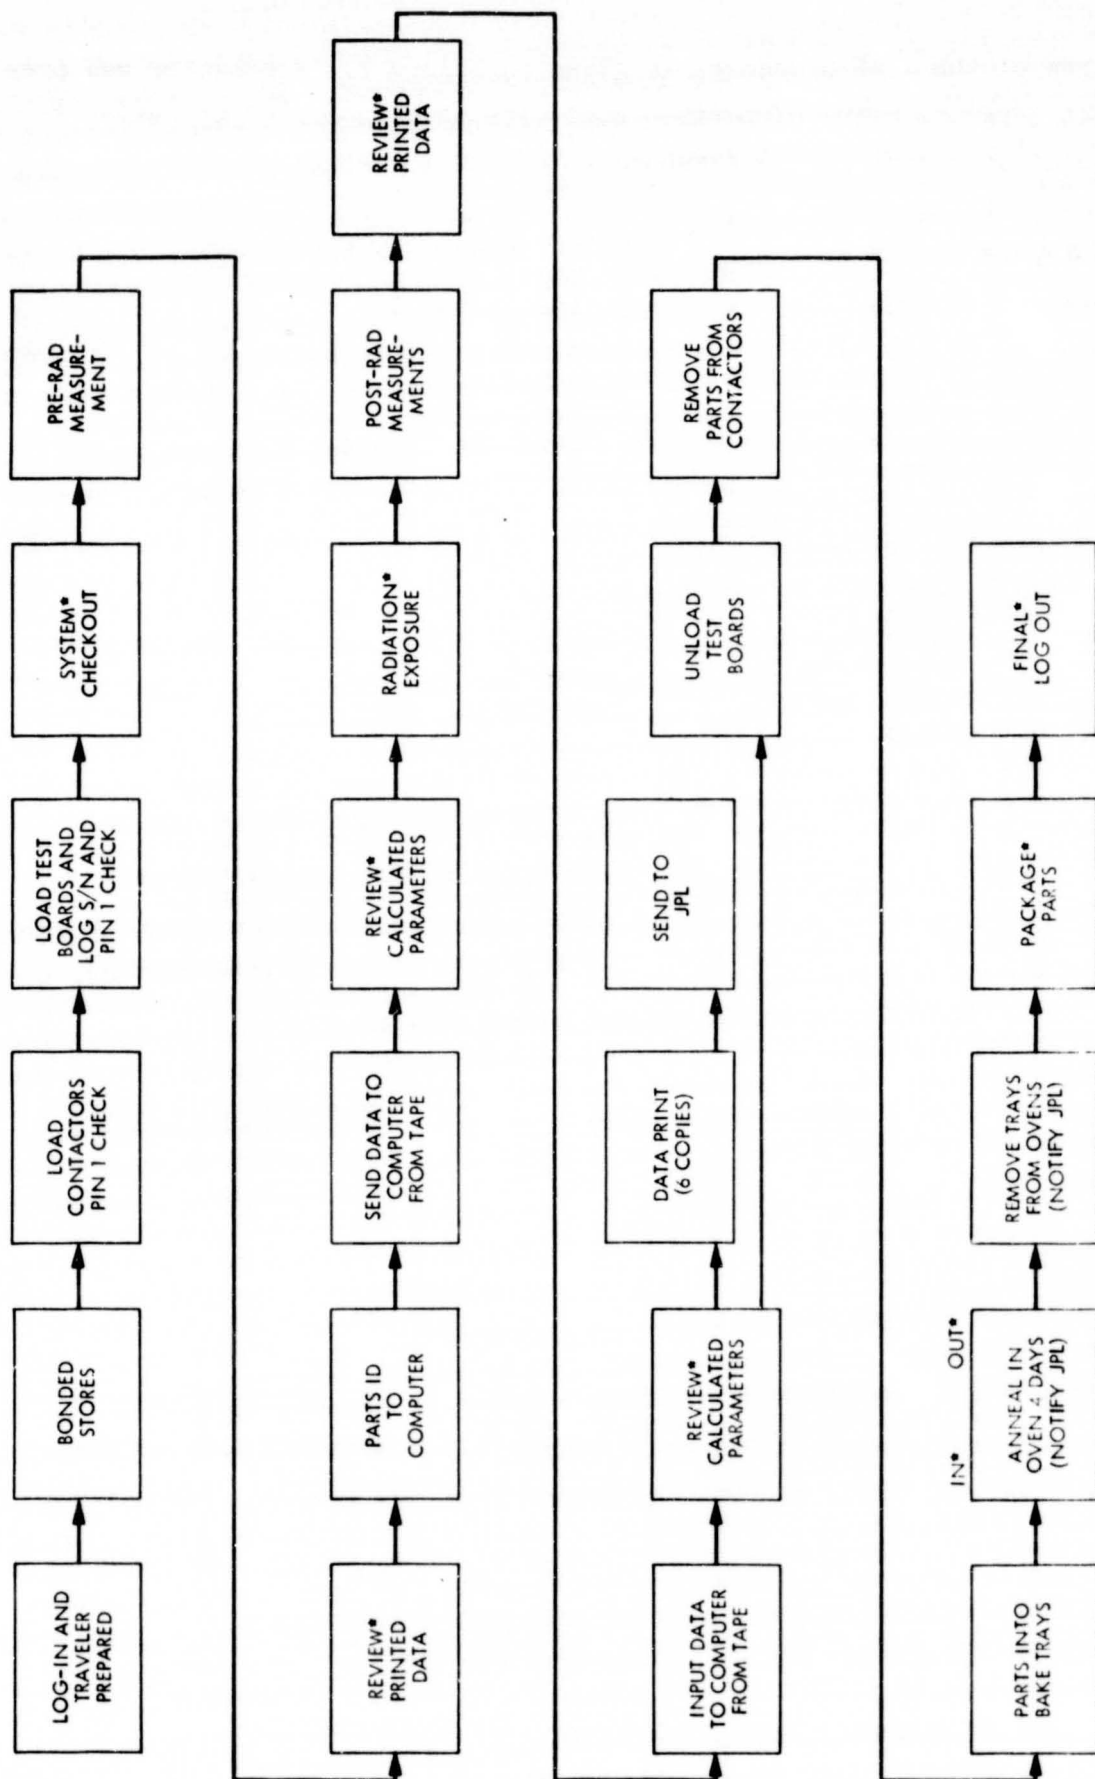 LOG-IN AND
TRAVELER
PREPARED
BONDED
STORES
LOAD
CONTACTORS
PIN 1 CHECK
LOAD TEST
BOARDS AND
LOG S/N AND
PIN 1 CHECK
SYSTEM*
CHECKOUT
PRE-RAD
MEASURE-
MENT
REVIEW*
PRINTED
DATA
PARTS ID
TO
COMPUTER
SEND DATA TO
COMPUTER
FROM TAPE
REVIEW*
CALCULATED
PARAMETERS
RADIATION*
EXPOSURE
POST-RAD
MEASURE-
MENTS
REVIEW*
PRINTED
DATA
INPUT DATA
TO COMPUTER
FROM TAPE
REVIEW*
CALCULATED
PARAMETERS
DATA PRINT
(6 COPIES)
SEND TO
JPL
UNLOAD
TEST
BOARDS
REMOVE
PARTS FROM
CONTACTORS
PARTS INTO
BAKE TRAYS
IN* OUT*
ANNEAL IN
OVEN 4 DAYS
(NOTIFY JPL)
REMOVE TRAYS
FROM OVENS
(NOTIFY JPL)
PACKAGE*
PARTS
FINAL*
LOG OUT